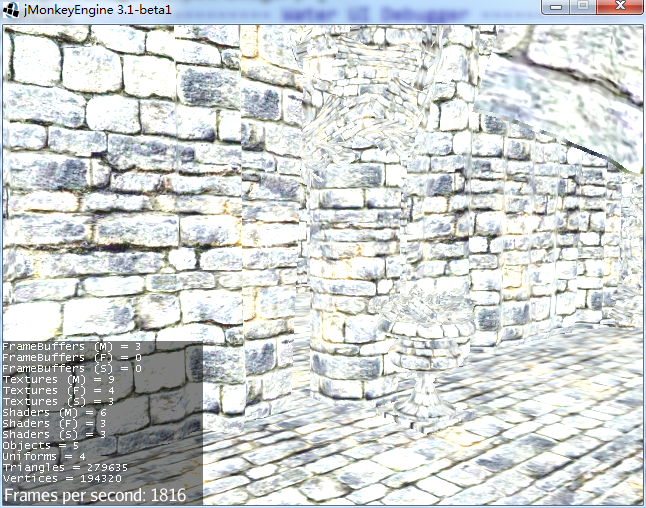 jMonkeyEngine 3.1-beta1
FrameBuffers (M) = 3
FrameBuffers (F) = 0
FrameBuffers (S) = 0
Textures (M) = 9
Textures (F) = 4
Textures (S) = 3
Shaders (M) = 6
Shaders (F) = 3
Shaders (S) = 3
Objects = 5
Uniforms = 4
Triangles = 279635
Vertices = 194320
Frames per second: 1816